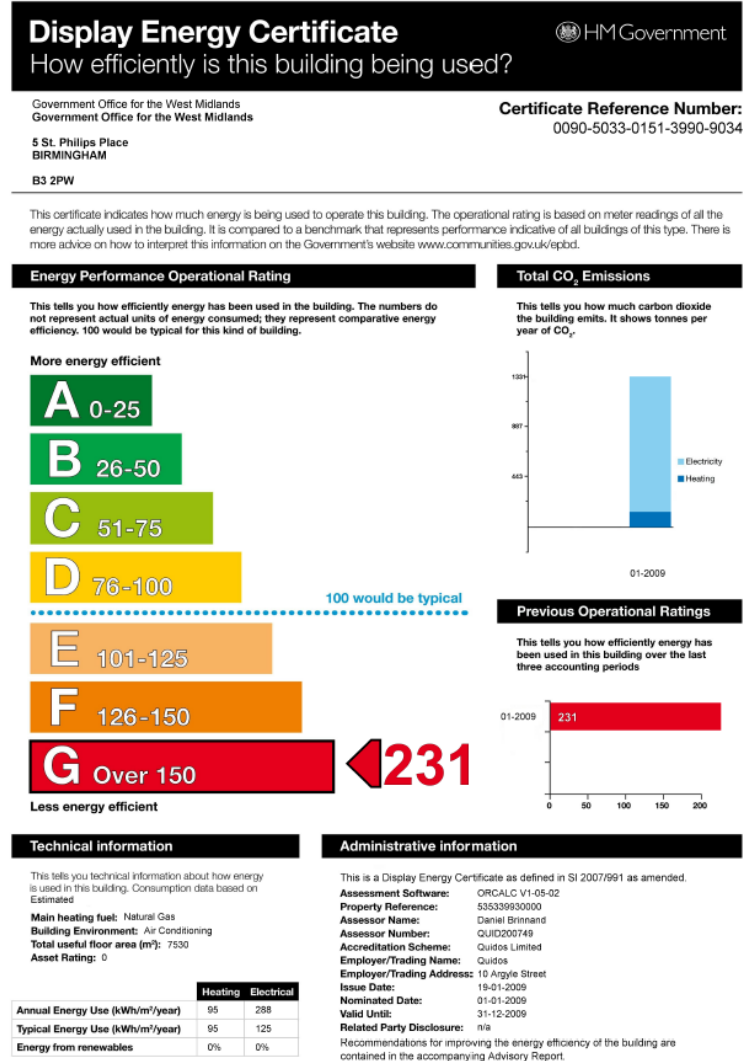 Display Energy Certificate
HM Government
How efficiently is this building being used?
Government Office for the West Midlands
Government Office for the West Midlands
5 St. Philips Place
BIRMINGHAM
B3 2PW
Certificate Reference Number:
0090-5033-0151-3990-9034
This certificate indicates how much energy is being used to operate this building. The operational rating is based on meter readings of all the
energy actually used in the building. It is compared to a benchmark that represents performance indicative of all buildings of this type. There is
more advice on how to interpret this information on the Government's website www.communities.gov.uk/epbd.
Energy Performance Operational Rating
This tells you how efficiently energy has been used in the building. The numbers do
not represent actual units of energy consumed; they represent comparative energy
efficiency. 100 would be typical for this kind of building.
More energy efficient
A 0-25
B 26-50
C 51-75
D 76-100
100 would be typical
E 101-125
F 126-150
G Over 150
231
Less energy efficient
Total CO₂ Emissions
This tells you how much carbon dioxide
the building emits. It shows tonnes per
year of CO₂.
1331
887
443
Electricity
Heating
01-2009
Previous Operational Ratings
This tells you how efficiently energy has
been used in this building over the last
three accounting periods
01-2009
231
0 50 100 150 200
Technical information
This tells you technical information about how energy
is used in this building. Consumption data based on
Estimated
Main heating fuel: Natural Gas
Building Environment: Air Conditioning
Total useful floor area (m²): 7530
Asset Rating: 0
Heating Electrical
Annual Energy Use (kWh/m²/year) 95 288
Typical Energy Use (kWh/m²/year) 95 125
Energy from renewables 0% 0%
Administrative information
This is a Display Energy Certificate as defined in SI 2007/991 as amended.
Assessment Software: ORCALC V1-05-02
Property Reference: 535339930000
Assessor Name: Daniel Brinnand
Assessor Number: QUID200749
Accreditation Scheme: Quidos Limited
Employer/Trading Name: Quidos
Employer/Trading Address: 10 Argyle Street
Issue Date: 19-01-2009
Nominated Date: 01-01-2009
Valid Until: 31-12-2009
Related Party Disclosure: n/a
Recommendations for improving the energy efficiency of the building are
contained in the accompanying Advisory Report.